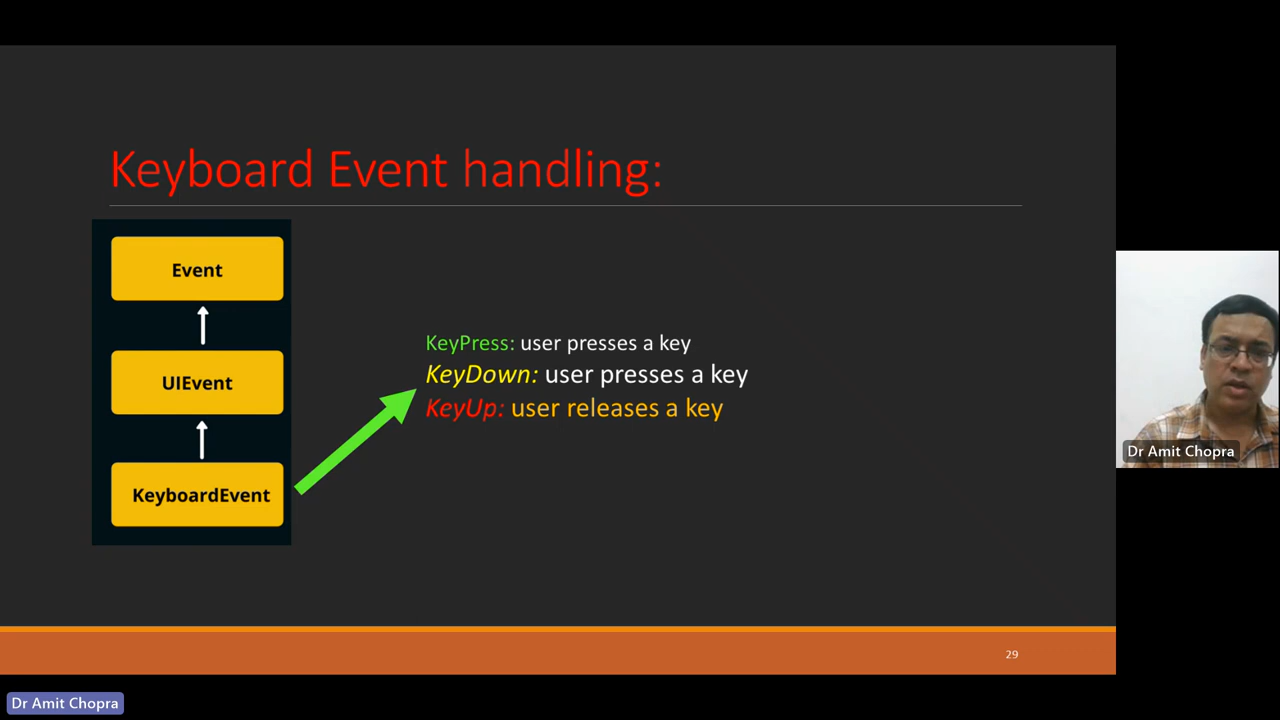 Keyboard Event handling:
Event
UIEvent
KeyboardEvent
KeyPress: user presses a key
KeyDown: user presses a key
KeyUp: user releases a key
29
Dr Amit Chopra
Dr Amit Chopra